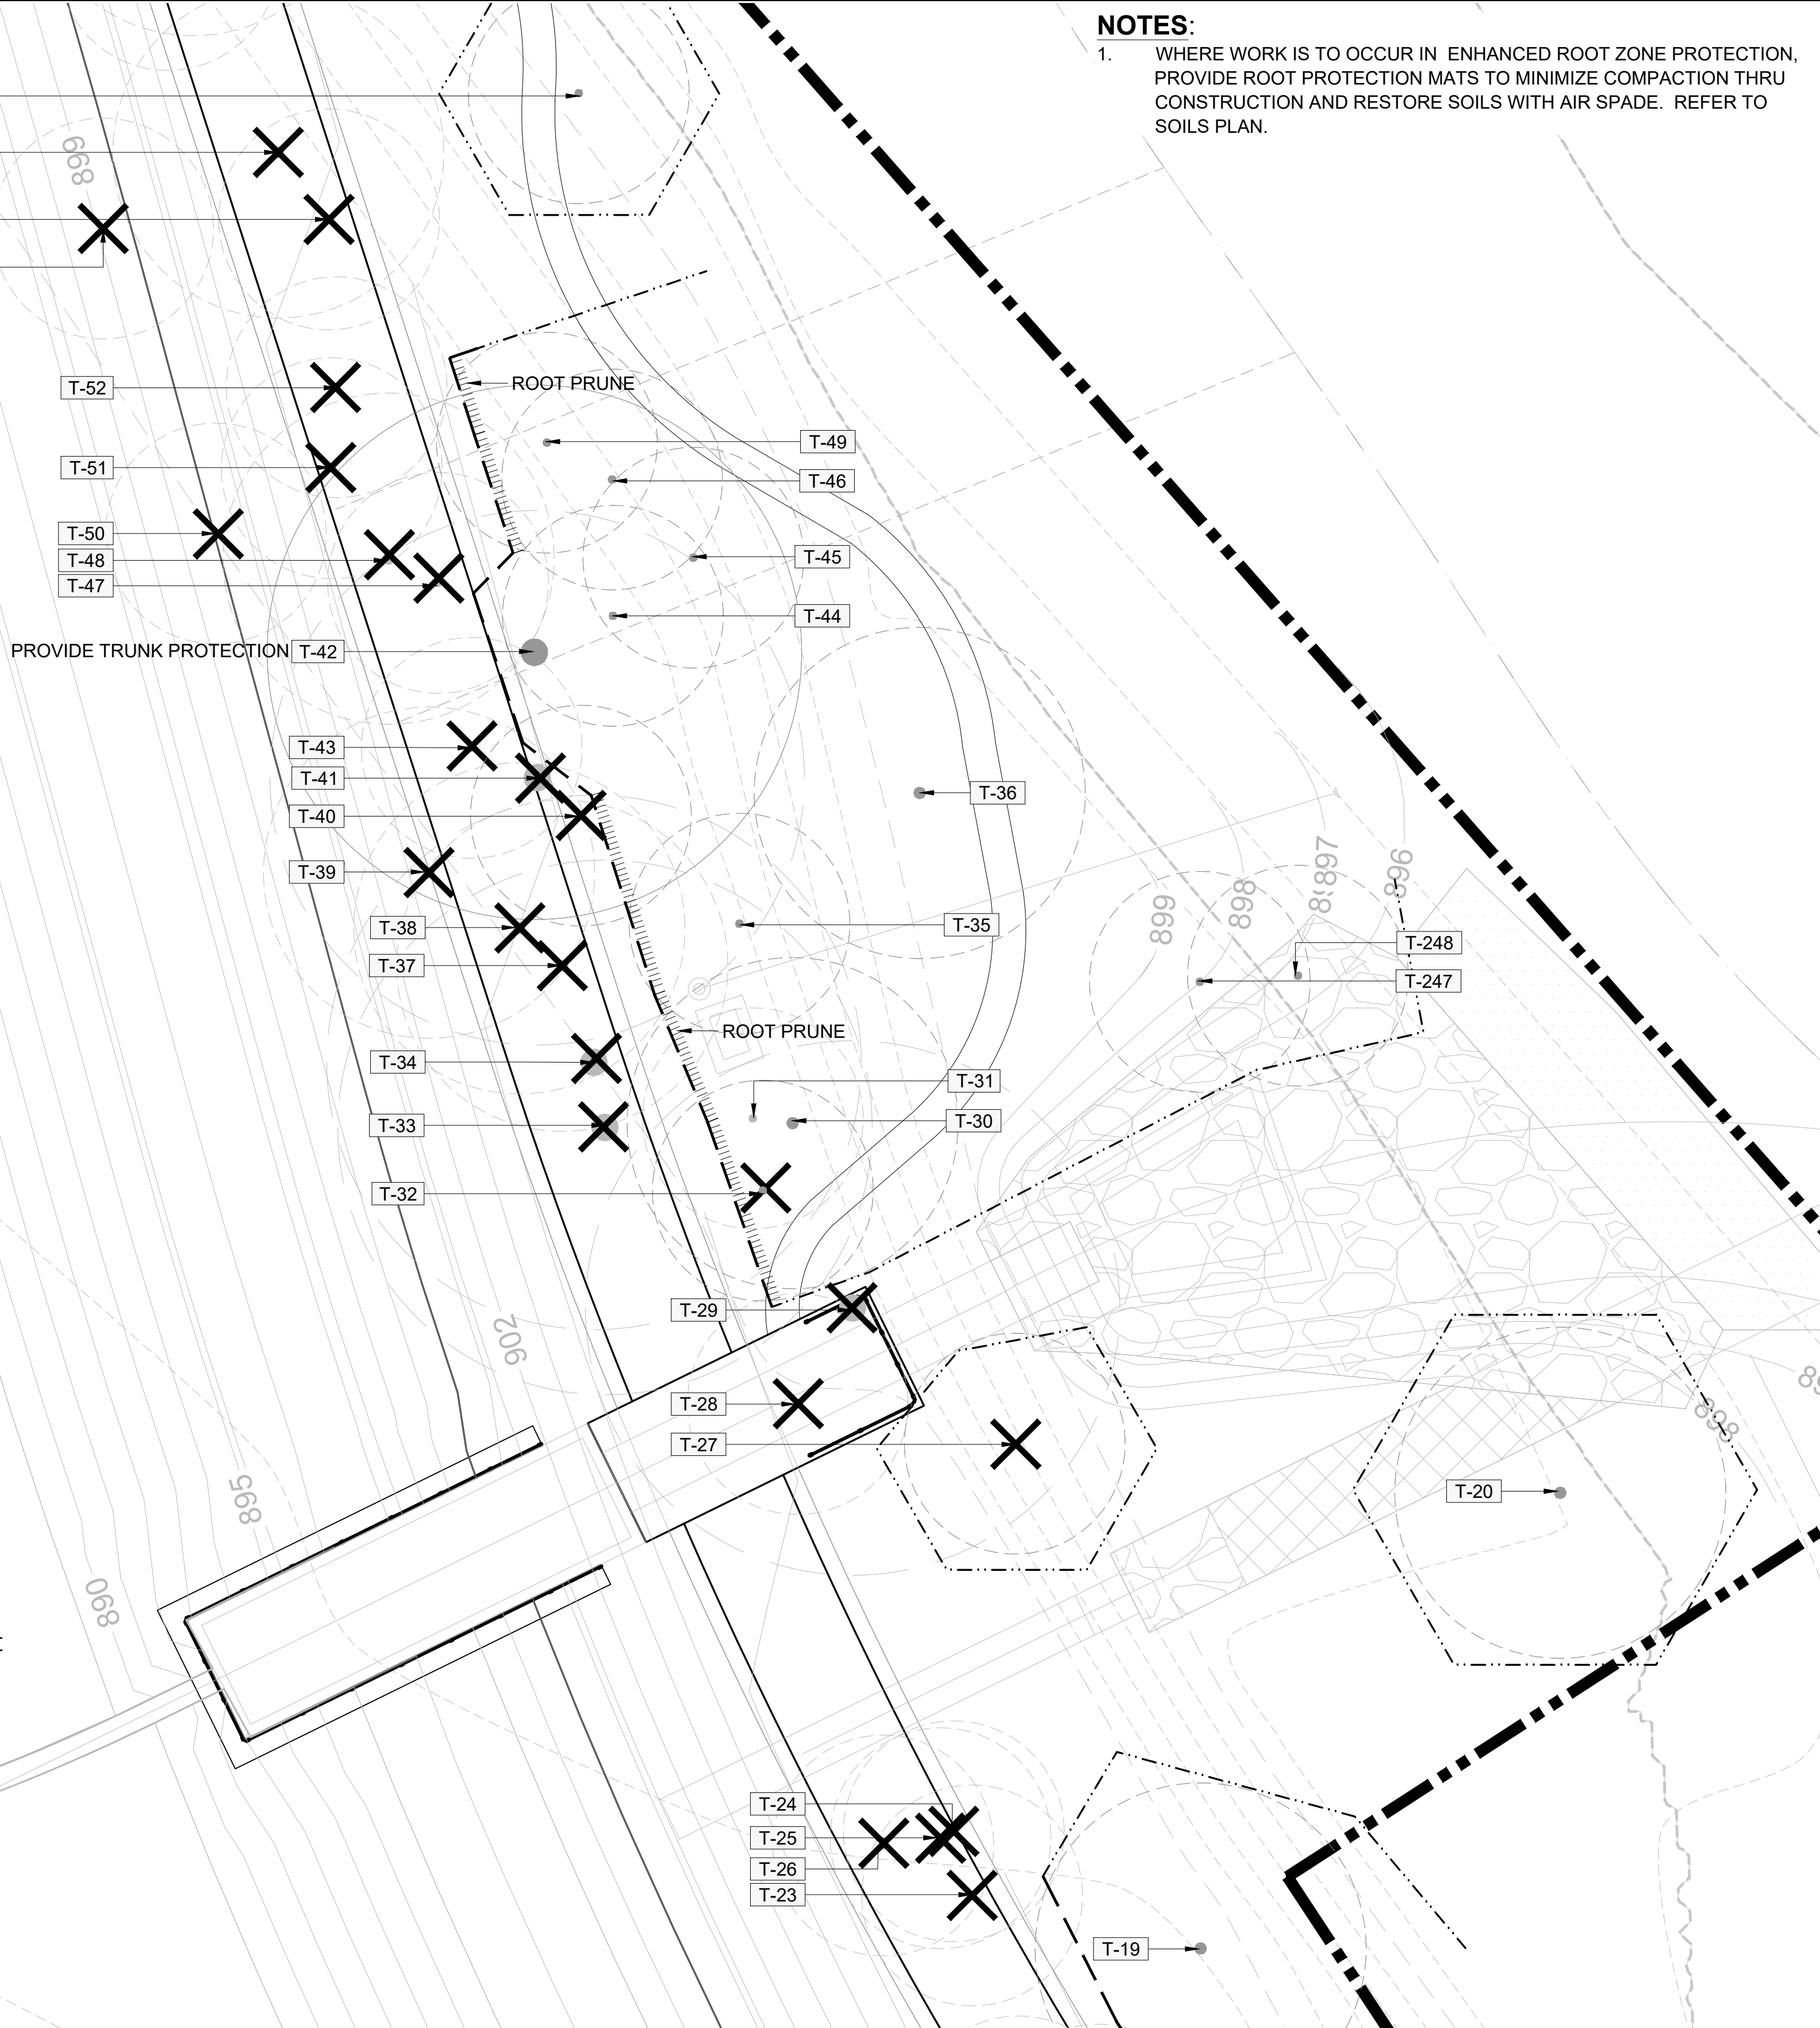 NOTES:
1. WHERE WORK IS TO OCCUR IN ENHANCED ROOT ZONE PROTECTION,
PROVIDE ROOT PROTECTION MATS TO MINIMIZE COMPACTION THRU
CONSTRUCTION AND RESTORE SOILS WITH AIR SPADE. REFER TO
SOILS PLAN.
899
T-52
ROOT PRUNE
T-49
T-51
T-46
T-50
T-48
T-45
T-47
T-44
PROVIDE TRUNK PROTECTION
T-42
T-43
T-41
T-36
T-40
T-39
897
896
899
898
T-38
T-35
T-248
T-37
T-247
ROOT PRUNE
T-34
T-31
T-33
T-30
T-32
T-29
902
T-28
898
T-27
895
T-20
890
T-24
T-25
T-26
T-23
T-19